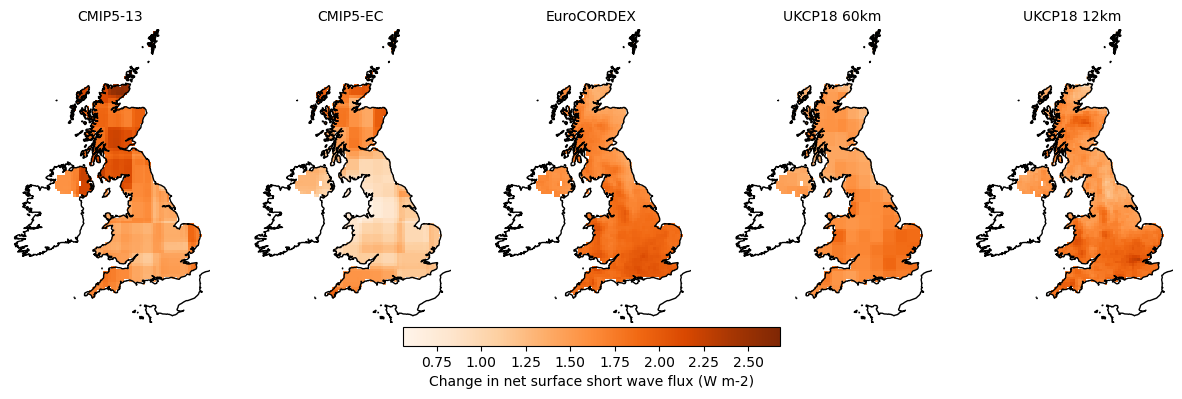 CMIP5-13 CMIP5-EC EuroCORDEX UKCP18 60km UKCP18 12km
0.75 1.00 1.25 1.50 1.75 2.00 2.25 2.50
Change in net surface short wave flux (W m-2)